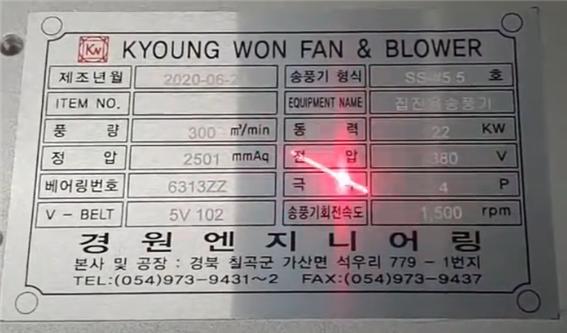 KW KYOUNG WON FAN & BLOWER
제조년월 2020-06-2 송풍기 형식 SS-#5.5 호
ITEM NO. EQUIPMENT NAME 집진용송풍기
풍 량 300 m³/min 동 력 22 KW
정 압 2501 mmAq 전 압 380 V
베어링번호 6313ZZ 극 4 P
V - BELT 5V 102 송풍기회전속도 1,500 rpm
경 원 엔 지 니 어 링
본사 및 공장 : 경북 칠곡군 가산면 석우리 779 - 1번지
TEL:(054)973-9431~2 FAX:(054)973-9437